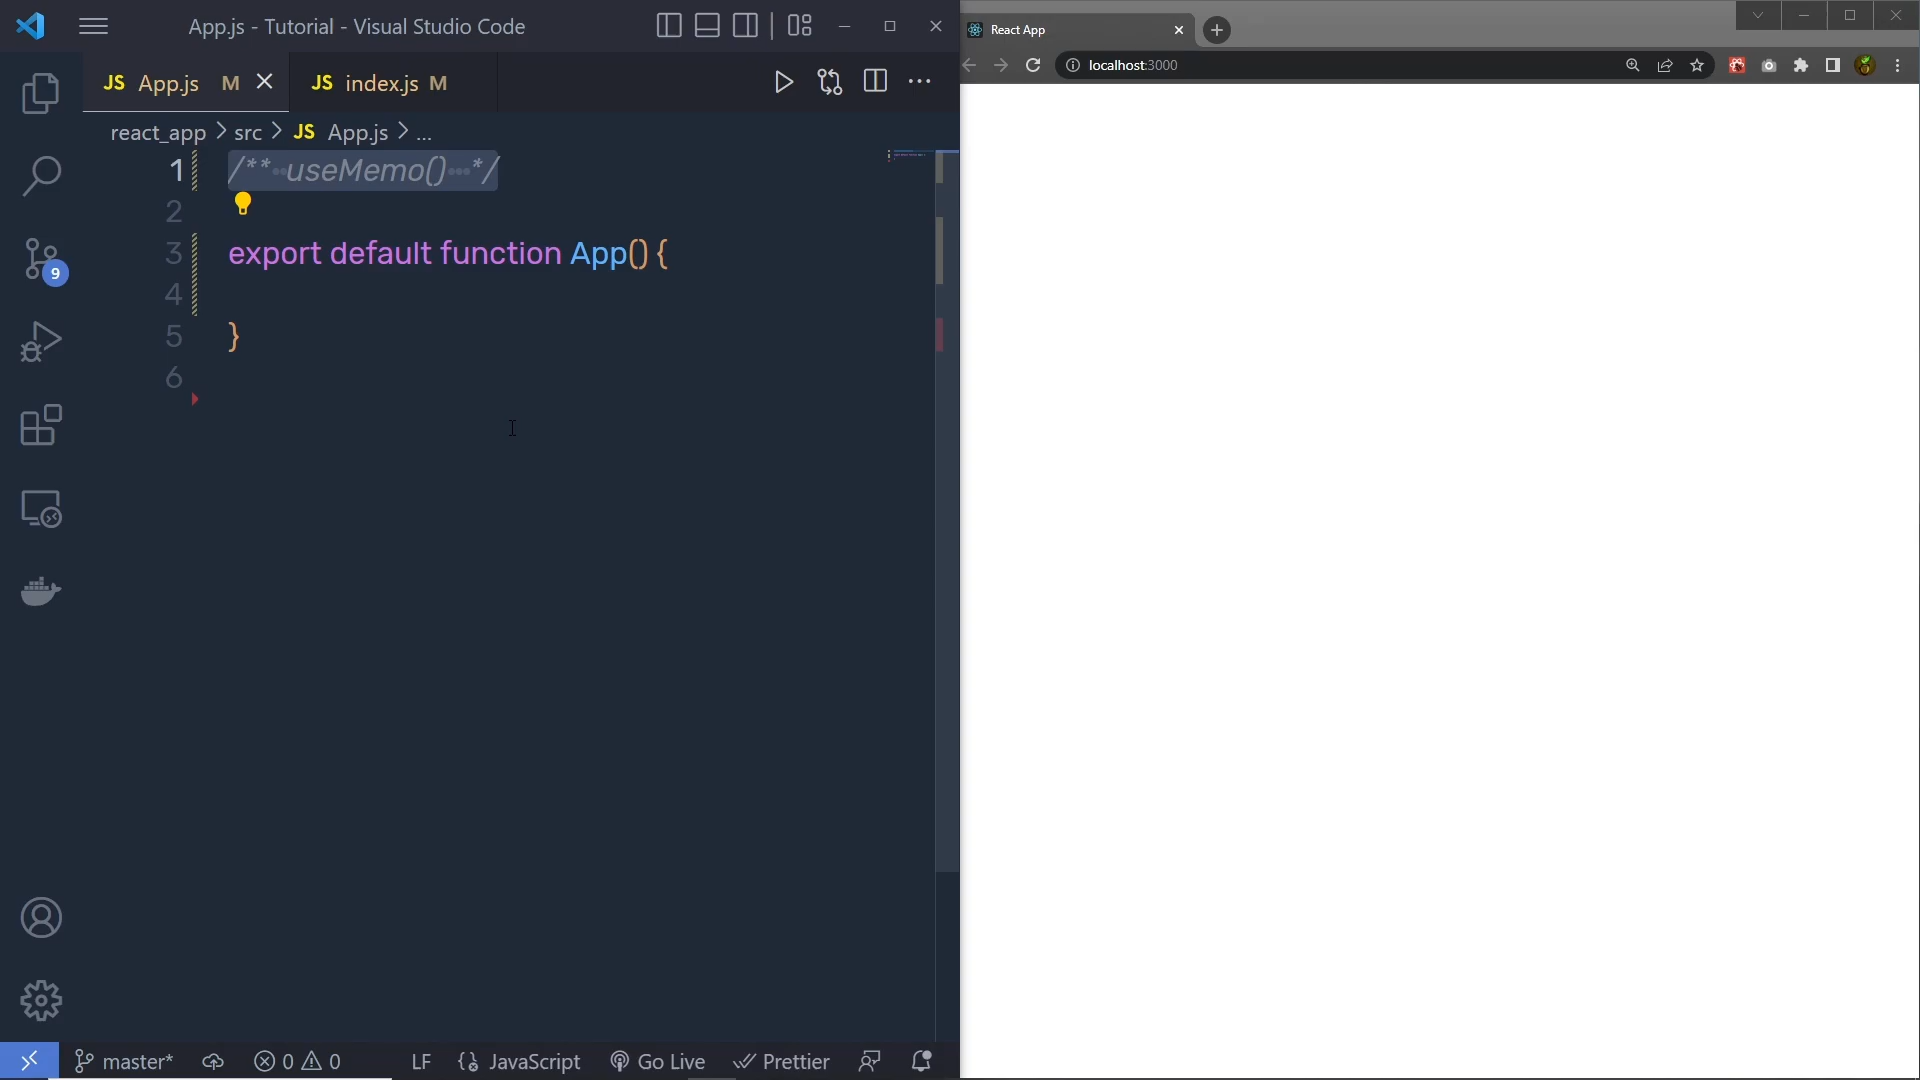 App.js - Tutorial - Visual Studio Code
JS App.js M
JS index.js M
react_app > src > JS App.js > ...
1 /** useMemo() */
2
3 export default function App() {
4
5 }
6
9
master* 0 0 LF JavaScript Go Live Prettier
React App
localhost:3000